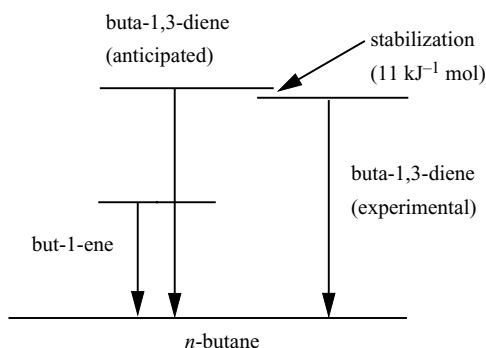 buta-1,3-diene
(anticipated)
stabilization
(11 kJ⁻¹ mol)
buta-1,3-diene
(experimental)
but-1-ene
n-butane